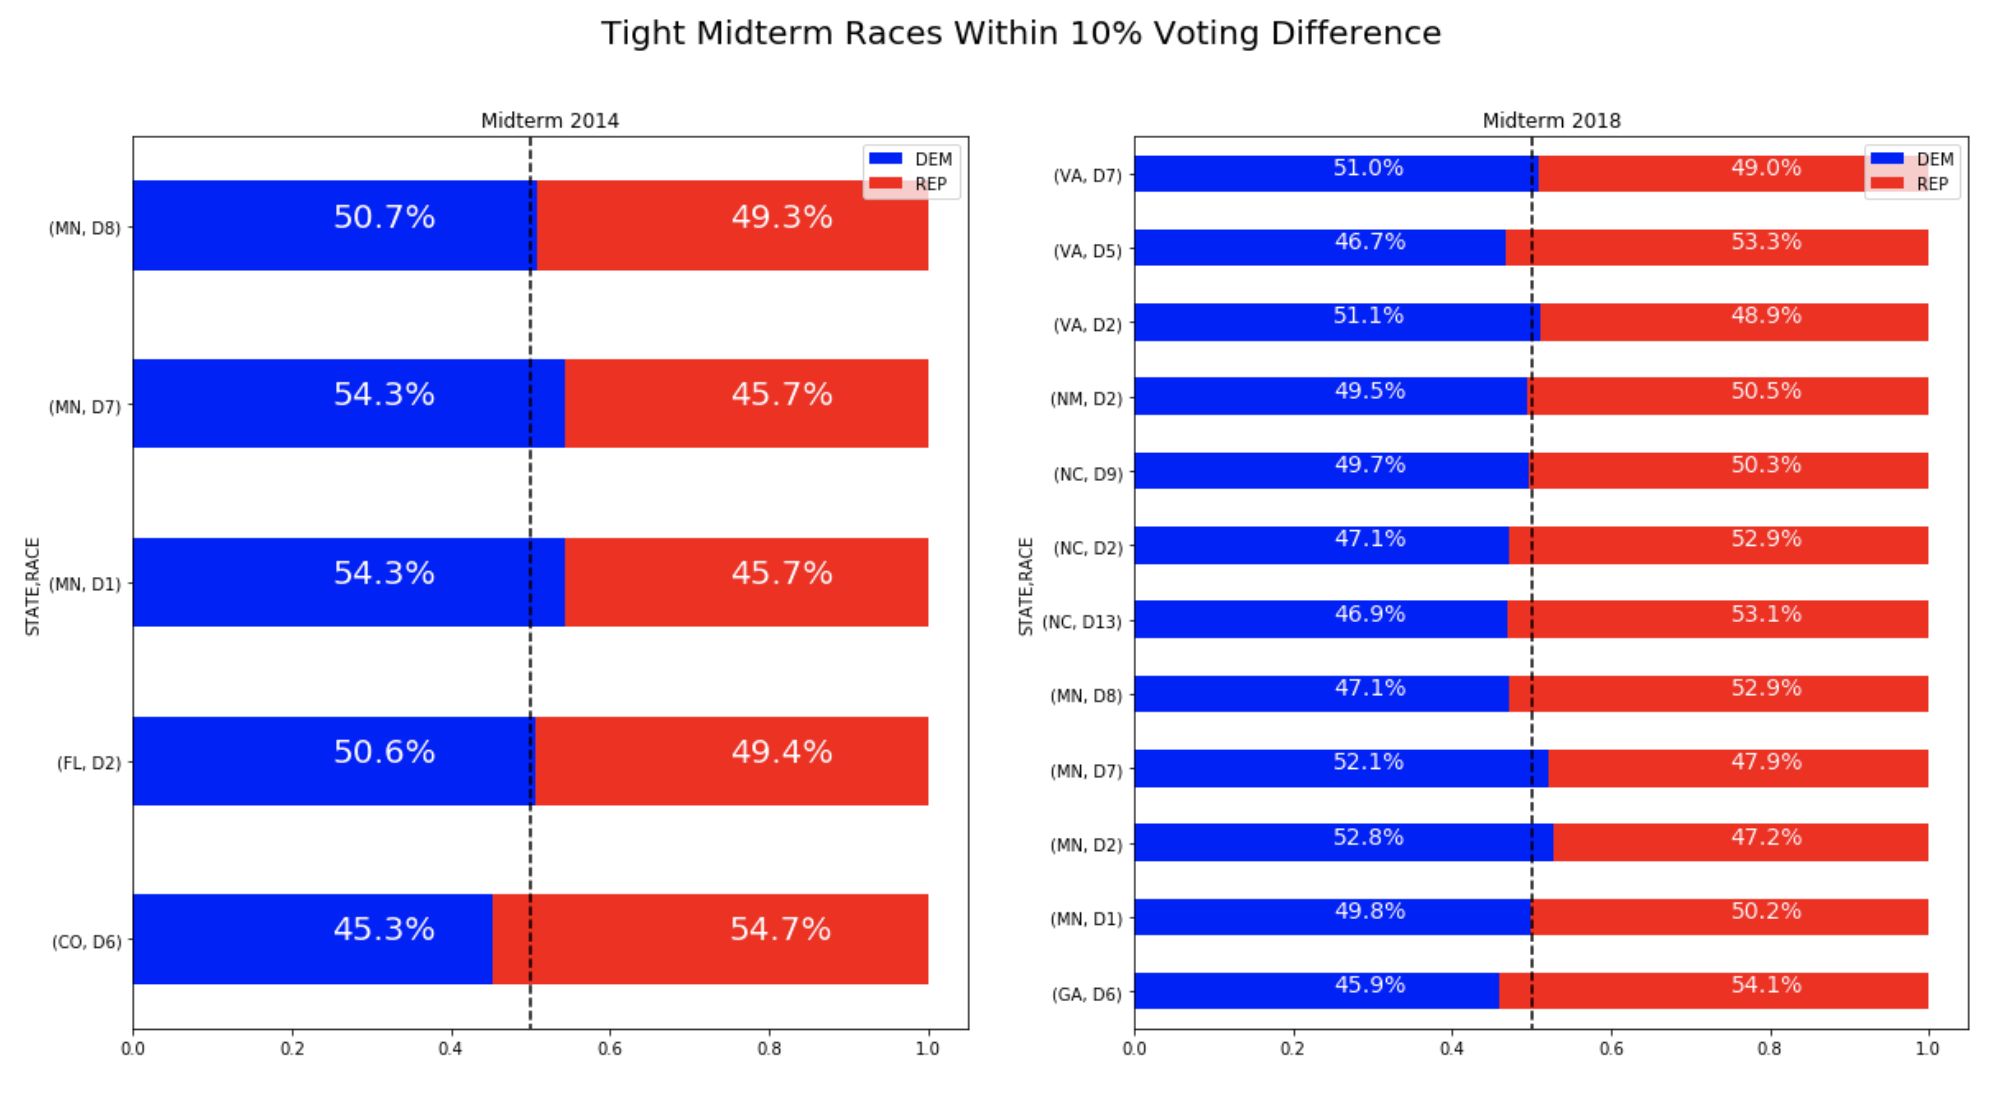 Tight Midterm Races Within 10% Voting Difference
Midterm 2014
DEM
REP
STATE,RACE
(MN, D8)
50.7% 49.3%
(MN, D7)
54.3% 45.7%
(MN, D1)
54.3% 45.7%
(FL, D2)
50.6% 49.4%
(CO, D6)
45.3% 54.7%
0.0 0.2 0.4 0.6 0.8 1.0
Midterm 2018
DEM
REP
STATE,RACE
(VA, D7)
51.0% 49.0%
(VA, D5)
46.7% 53.3%
(VA, D2)
51.1% 48.9%
(NM, D2)
49.5% 50.5%
(NC, D9)
49.7% 50.3%
(NC, D2)
47.1% 52.9%
(NC, D13)
46.9% 53.1%
(MN, D8)
47.1% 52.9%
(MN, D7)
52.1% 47.9%
(MN, D2)
52.8% 47.2%
(MN, D1)
49.8% 50.2%
(GA, D6)
45.9% 54.1%
0.0 0.2 0.4 0.6 0.8 1.0